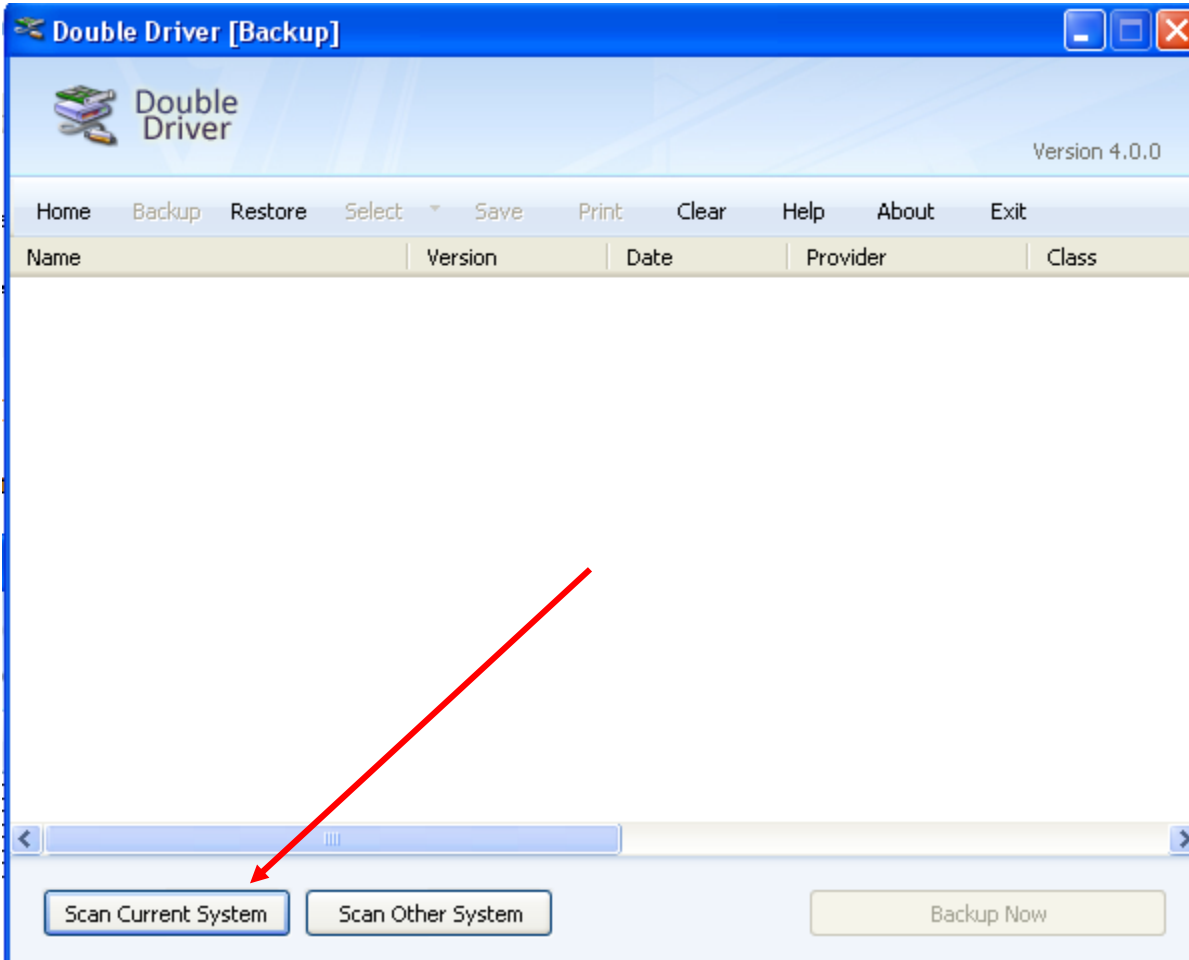 Double Driver [Backup]
Double
Driver
Version 4.0.0
Home Backup Restore Select Save Print Clear Help About Exit
Name Version Date Provider Class
Scan Current System Scan Other System Backup Now